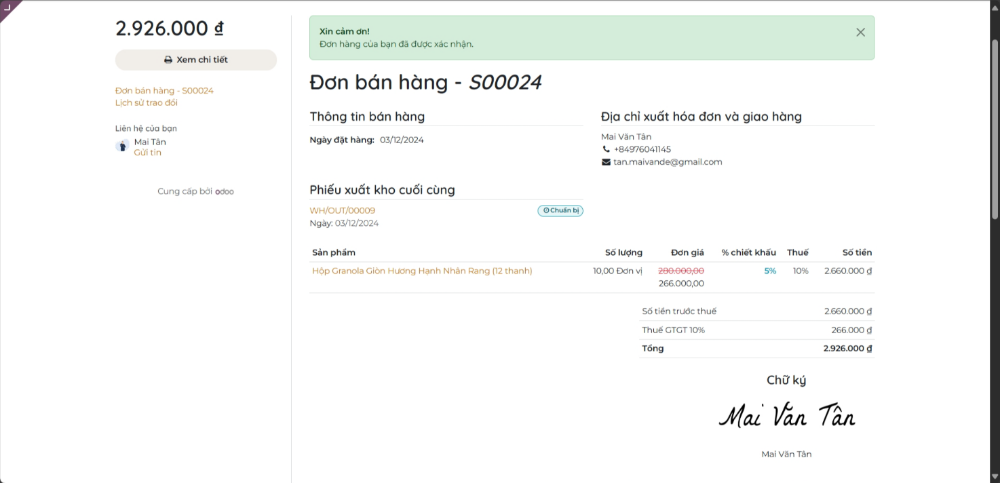 2.926.000 ₫
Xem chi tiết
Đơn bán hàng - S00024
Lịch sử trao đổi
Liên hệ của bạn
Mai Tân
Gửi tin
Cung cấp bởi odoo
Xin cảm ơn!
Đơn hàng của bạn đã được xác nhận.
Đơn bán hàng - S00024
Thông tin bán hàng
Ngày đặt hàng: 03/12/2024
Địa chỉ xuất hóa đơn và giao hàng
Mai Văn Tân
+84976041145
tan.maivande@gmail.com
Phiếu xuất kho cuối cùng
WH/OUT/00009 Chuẩn bị
Ngày: 03/12/2024
Sản phẩm Số lượng Đơn giá % chiết khấu Thuế Số tiền
Hộp Granola Giòn Hương Hạnh Nhân Rang (12 thanh) 10,00 Đơn vị 280.000,00 5% 10% 2.660.000 ₫
266.000,00
Số tiền trước thuế 2.660.000 ₫
Thuế GTGT 10% 266.000 ₫
Tổng 2.926.000 ₫
Chữ ký
Mai Văn Tân
Mai Văn Tân